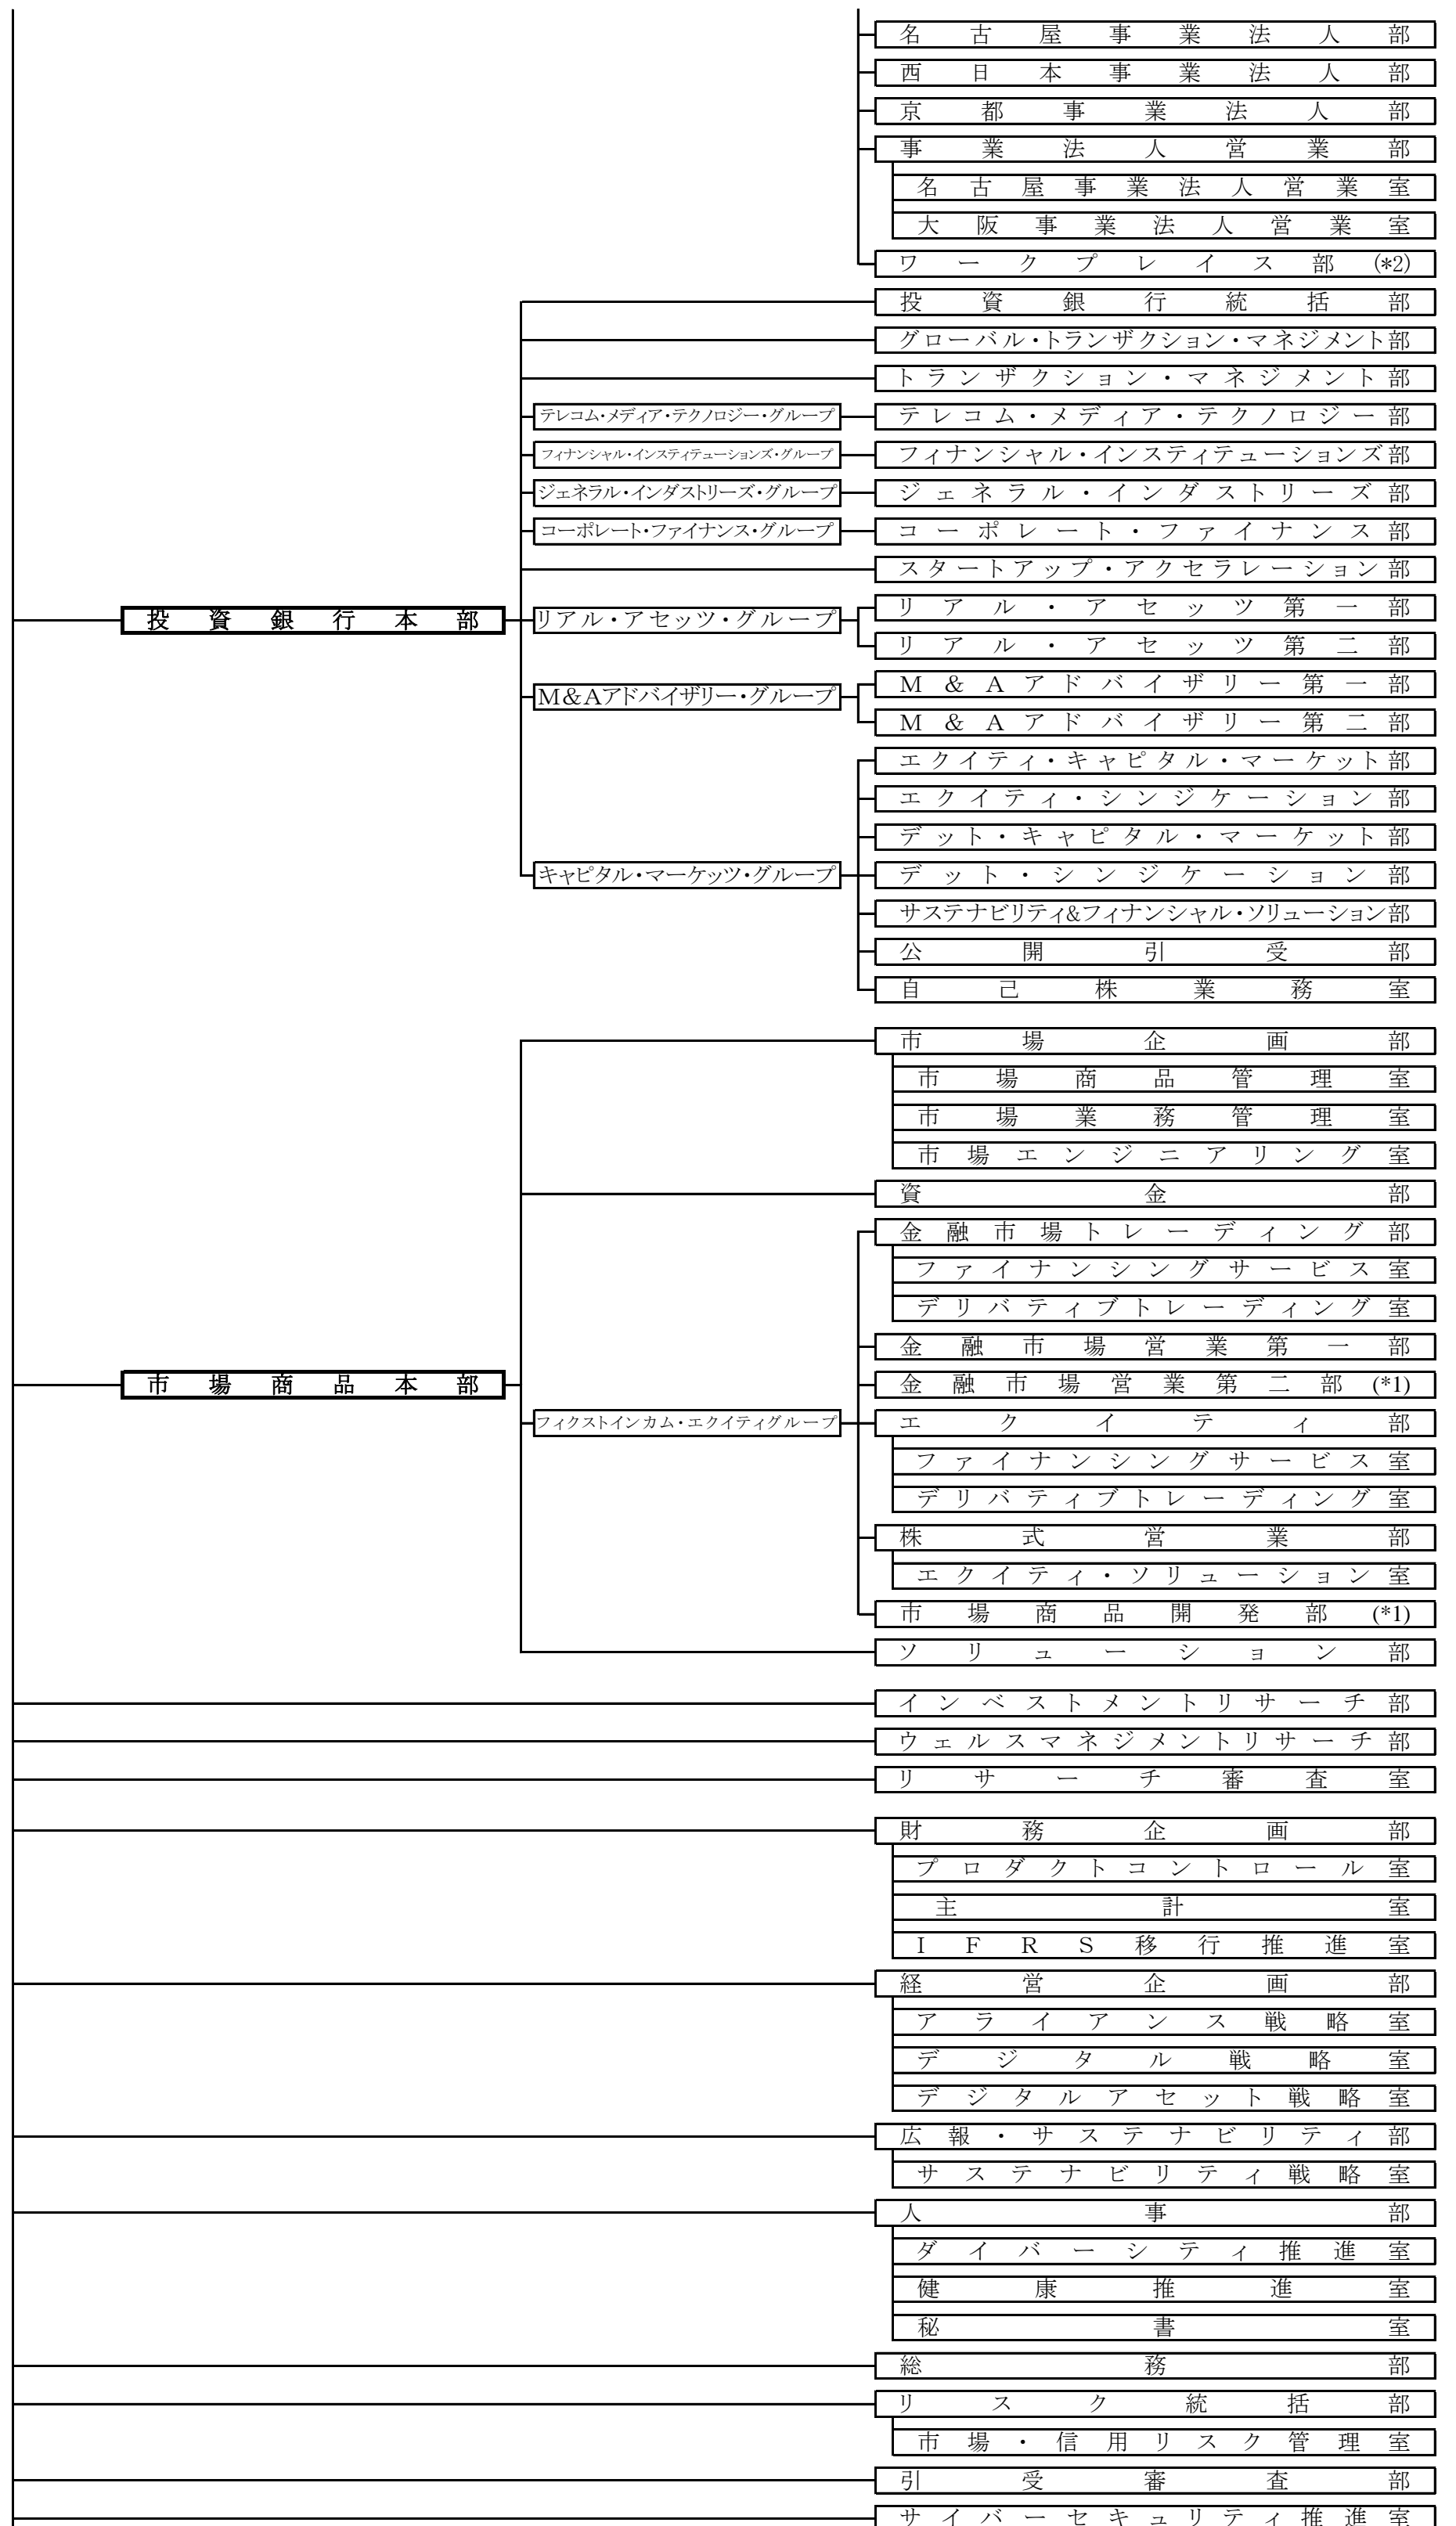 名古屋事業法人部
西日本事業法人部
京都事業法人部
事業法人営業部
名古屋事業法人営業室
大阪事業法人営業室
ワークプレイス部(*2)
投資銀行統括部
グローバル・トランザクション・マネジメント部
トランザクション・マネジメント部
テレコム・メディア・テクノロジー・グループ
テレコム・メディア・テクノロジー部
フィナンシャル・インスティテューションズ・グループ
フィナンシャル・インスティテューションズ部
ジェネラル・インダストリーズ・グループ
ジェネラル・インダストリーズ部
コーポレート・ファイナンス・グループ
コーポレート・ファイナンス部
スタートアップ・アクセラレーション部
投資銀行本部
リアル・アセッツ・グループ
リアル・アセッツ第一部
リアル・アセッツ第二部
M&Aアドバイザリー・グループ
M&Aアドバイザリー第一部
M&Aアドバイザリー第二部
エクイティ・キャピタル・マーケット部
エクイティ・シンジケーション部
デット・キャピタル・マーケット部
キャピタル・マーケッツ・グループ
デット・シンジケーション部
サステナビリティ&フィナンシャル・ソリューション部
公開引受部
自己株業務室
市場企画部
市場商品管理室
市場業務管理室
市場エンジニアリング室
資金部
金融市場トレーディング部
ファイナンシングサービス室
デリバティブトレーディング室
金融市場営業第一部
市場商品本部
金融市場営業第二部(*1)
フィクストインカム・エクイティグループ
エクイティ部
ファイナンシングサービス室
デリバティブトレーディング室
株式営業部
エクイティ・ソリューション室
市場商品開発部(*1)
ソリューション部
インベストメントリサーチ部
ウェルスマネジメントリサーチ部
リサーチ審査室
財務企画部
プロダクトコントロール室
主計室
IFRS移行推進室
経営企画部
アライアンス戦略室
デジタル戦略室
デジタルアセット戦略室
広報・サステナビリティ部
サステナビリティ戦略室
人事部
ダイバーシティ推進室
健康推進室
秘書室
総務部
リスク統括部
市場・信用リスク管理室
引受審査部
サイバーセキュリティ推進室